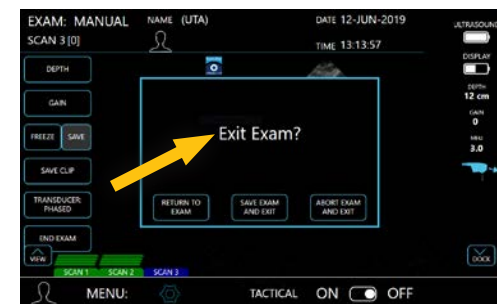 EXAM: MANUAL
NAME (UTA)
DATE 12-JUN-2019
ULTRASOUND
SCAN 3 [0]
TIME 13:13:57
DISPLAY
DEPTH
12 cm
DEPTH
GAIN
0
GAIN
MHz
3.0
FREEZE
SAVE
Exit Exam?
SAVE CLIP
TRANSDUCER:
PHASED
RETURN TO
EXAM
SAVE EXAM
AND EXIT
ABORT EXAM
AND EXIT
END EXAM
VIEW
DOCK
SCAN 1
SCAN 2
SCAN 3
MENU:
TACTICAL
ON
OFF